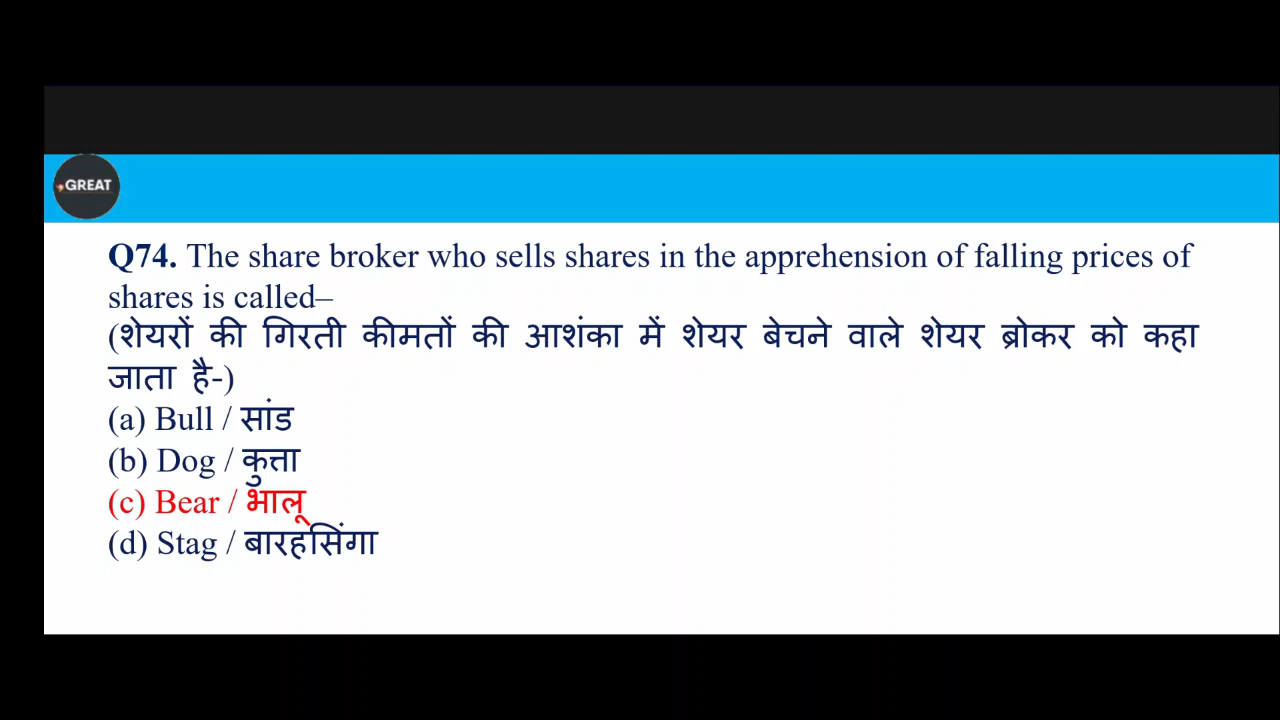 GREAT
Q74. The share broker who sells shares in the apprehension of falling prices of
shares is called–
(शेयरों की गिरती कीमतों की आशंका में शेयर बेचने वाले शेयर ब्रोकर को कहा
जाता है-)
(a) Bull / सांड
(b) Dog / कुत्ता
(c) Bear / भालू
(d) Stag / बारहसिंगा